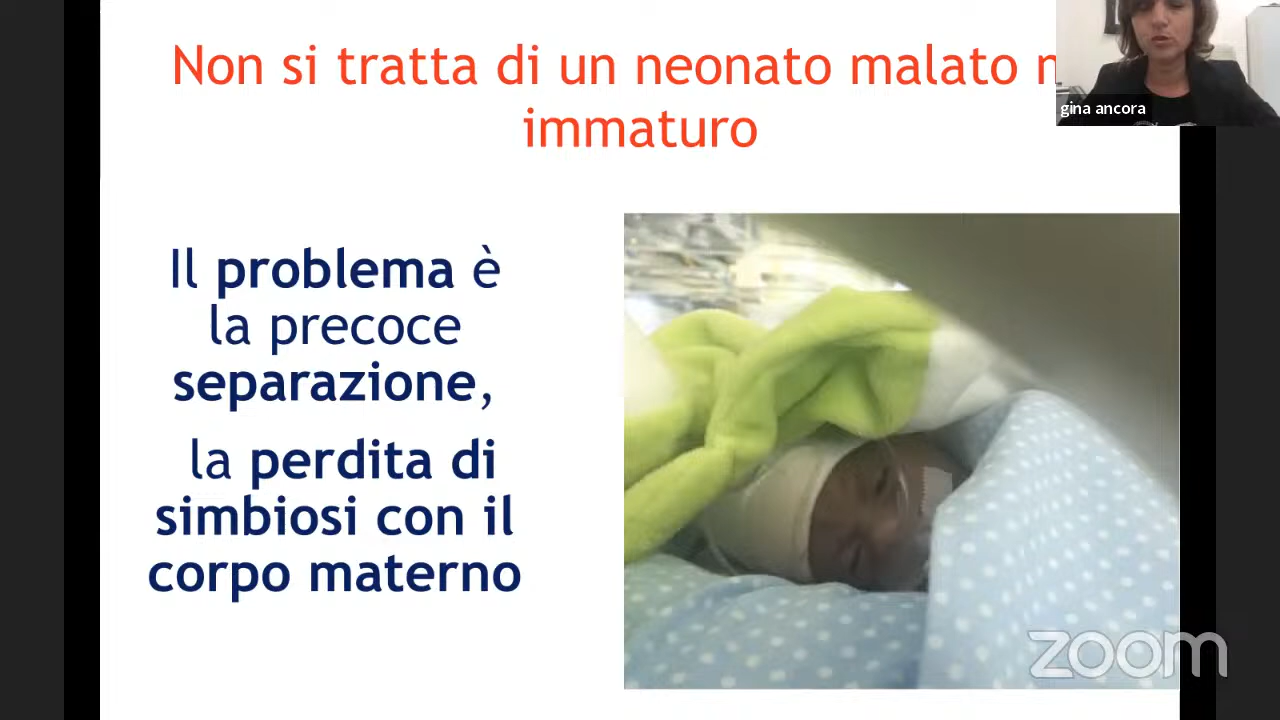 Non si tratta di un neonato malato
immaturo
gina ancora
Il problema è
la precoce
separazione,
la perdita di
simbiosi con il
corpo materno
zoom